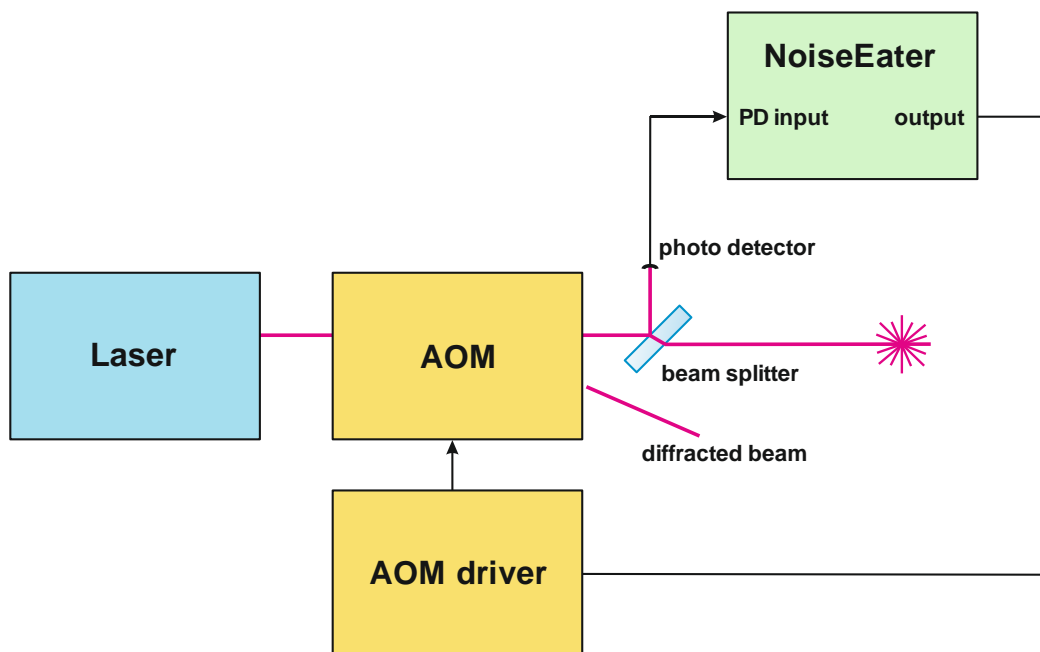 NoiseEater
PD input output
photo detector
Laser
AOM
beam splitter
diffracted beam
AOM driver